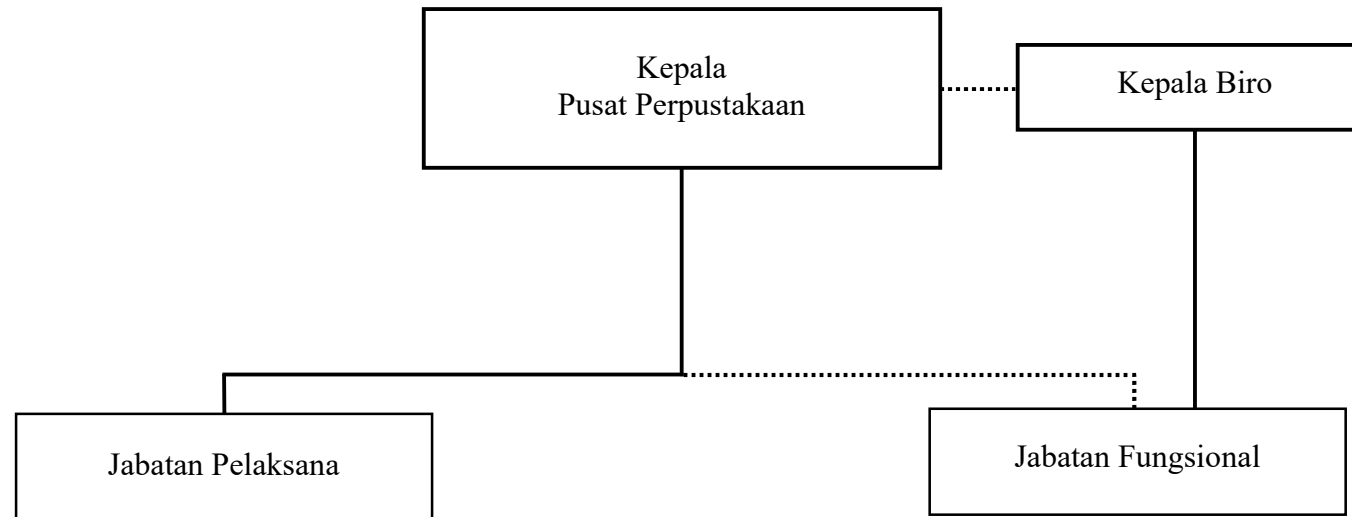 Kepala
Pusat Perpustakaan
Kepala Biro
Jabatan Pelaksana
Jabatan Fungsional